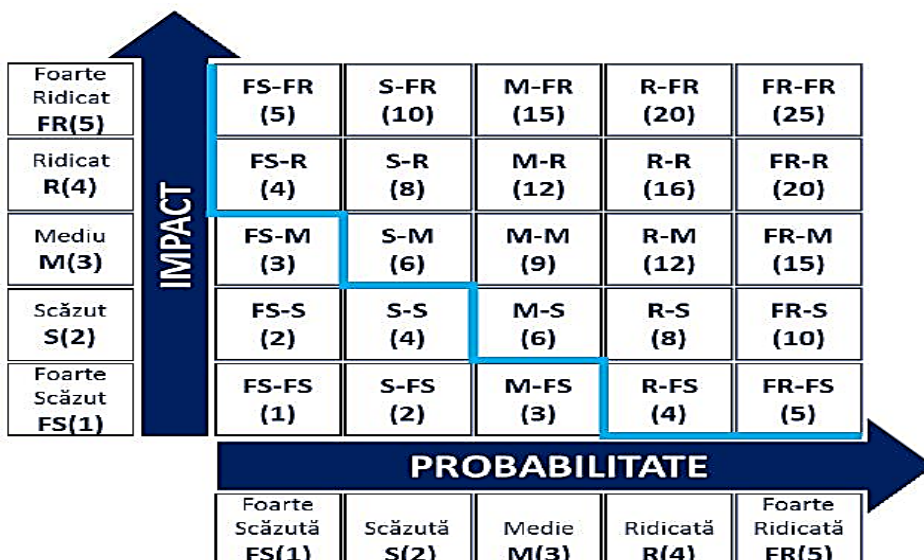 Foarte
Ridicat
FR(5)
FS-FR
(5)
S-FR
(10)
M-FR
(15)
R-FR
(20)
FR-FR
(25)
Ridicat
R(4)
FS-R
(4)
S-R
(8)
M-R
(12)
R-R
(16)
FR-R
(20)
IMPACT
Mediu
M(3)
FS-M
(3)
S-M
(6)
M-M
(9)
R-M
(12)
FR-M
(15)
Scăzut
S(2)
FS-S
(2)
S-S
(4)
M-S
(6)
R-S
(8)
FR-S
(10)
Foarte
Scăzut
FS(1)
FS-FS
(1)
S-FS
(2)
M-FS
(3)
R-FS
(4)
FR-FS
(5)
PROBABILITATE
Foarte
Scăzută
FS(1)
Scăzută
S(2)
Medie
M(3)
Ridicată
R(4)
Foarte
Ridicată
FR(5)